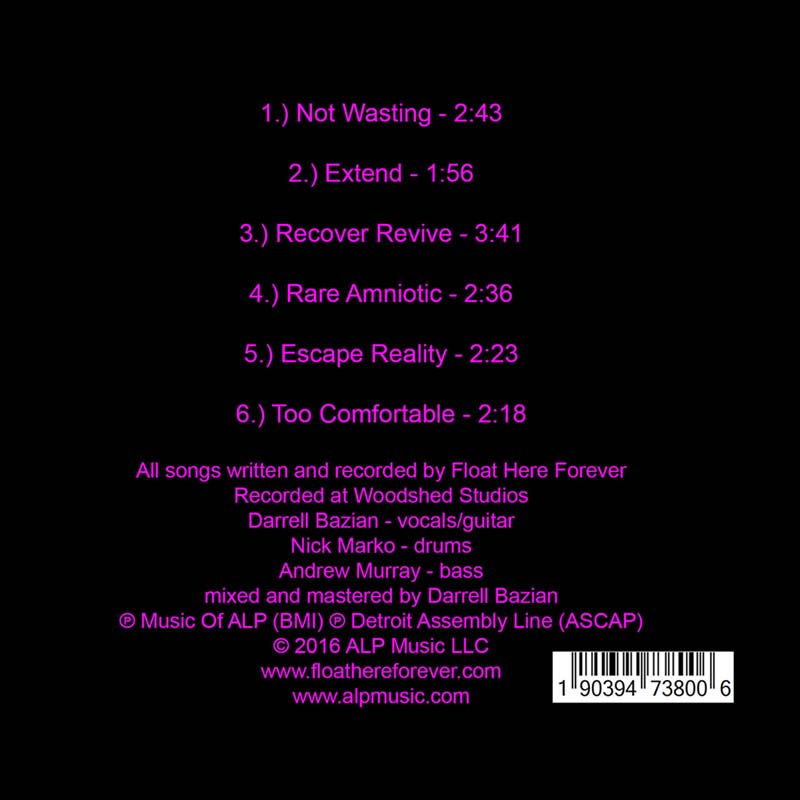 1.) Not Wasting - 2:43
2.) Extend - 1:56
3.) Recover Revive - 3:41
4.) Rare Amniotic - 2:36
5.) Escape Reality - 2:23
6.) Too Comfortable - 2:18
All songs written and recorded by Float Here Forever
Recorded at Woodshed Studios
Darrell Bazian - vocals/guitar
Nick Marko - drums
Andrew Murray - bass
mixed and mastered by Darrell Bazian
℗ Music Of ALP (BMI) ℗ Detroit Assembly Line (ASCAP)
© 2016 ALP Music LLC
www.floathereforever.com
www.alpmusic.com
1 90394 73800 6